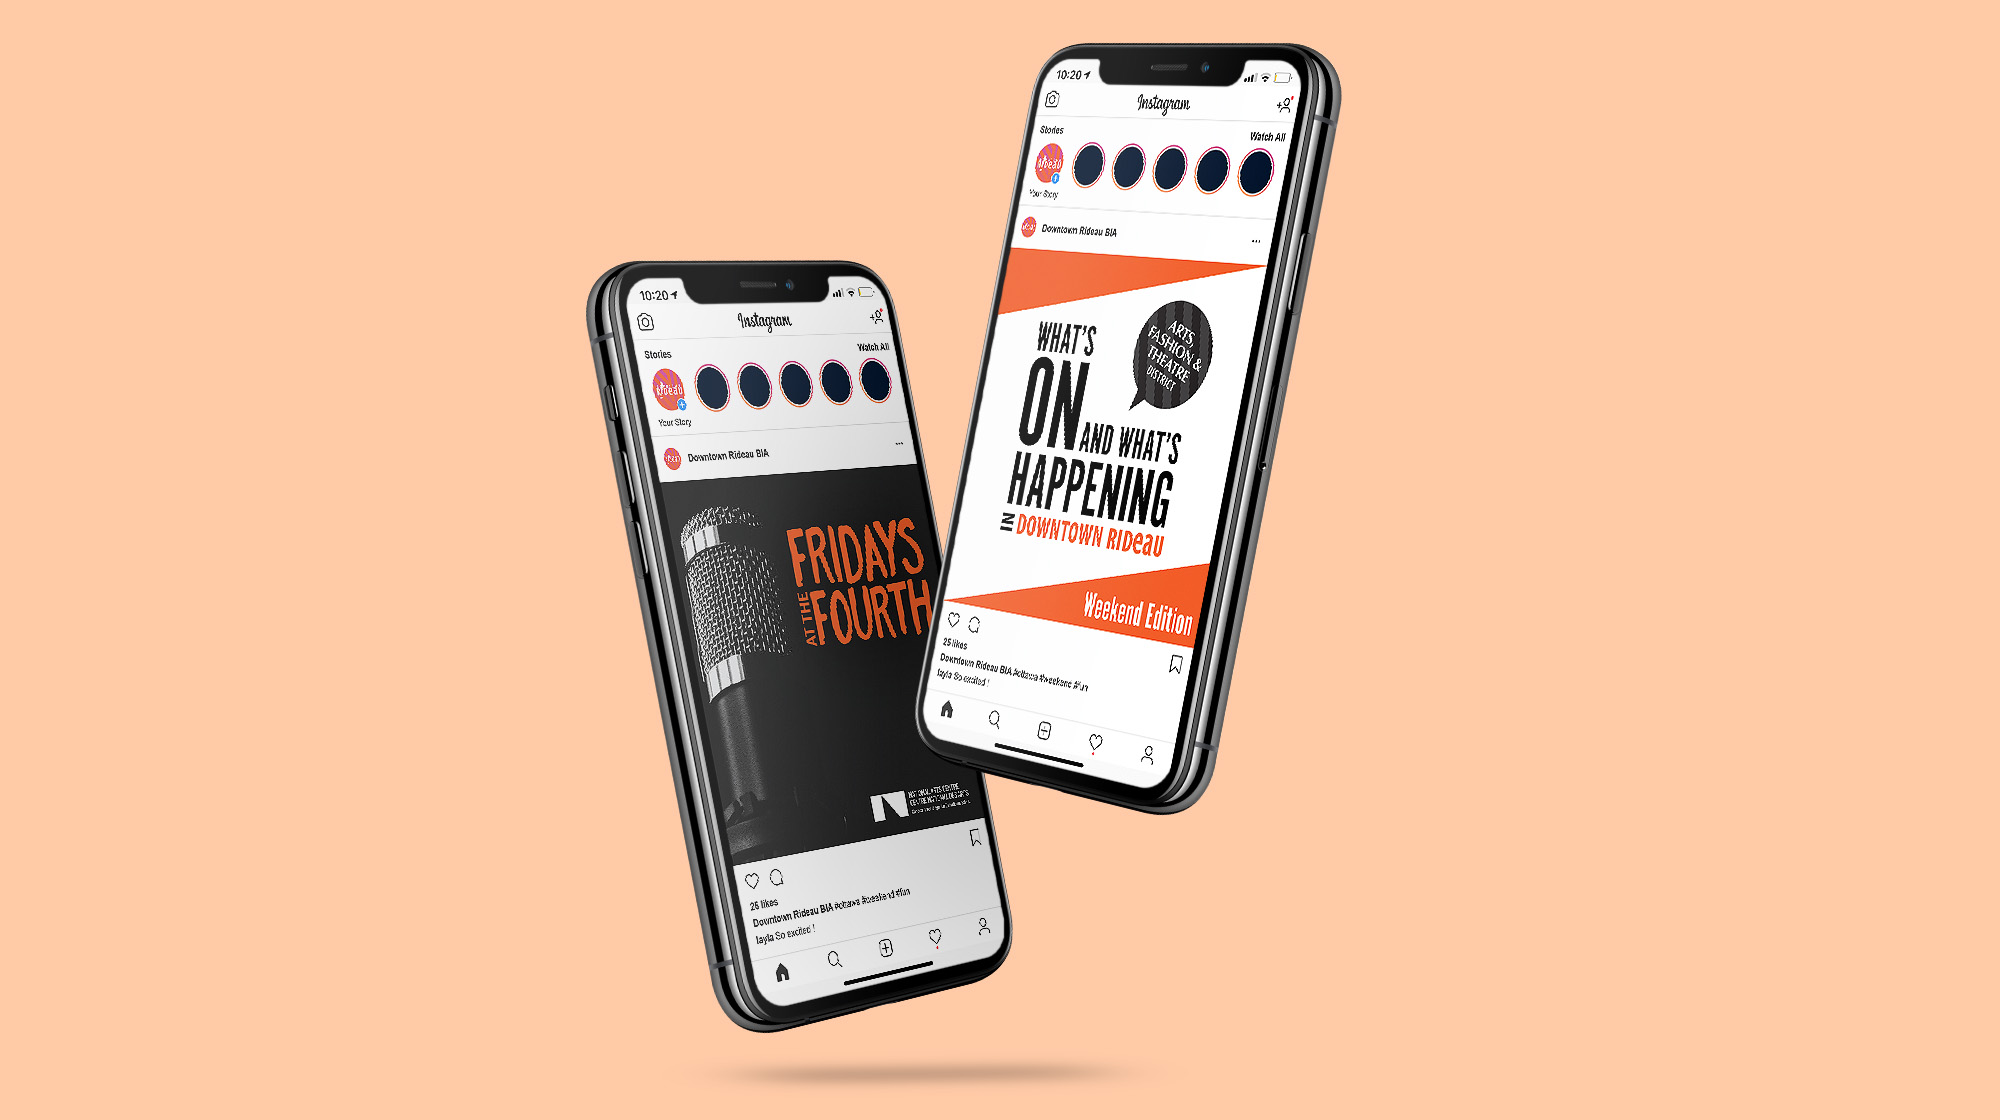 10:20
Instagram
Stories
Watch All
Your Story
Downtown Rideau BIA
FRIDAYS
AT THE
FOURTH
NATIONAL ARTS CENTRE
CENTRE NATIONAL DES ARTS
25 likes
Downtown Rideau BIA #ottawa #weekend #fun
layla So excited !
10:20
Instagram
Stories
Watch All
Your Story
Downtown Rideau BIA
ARTS,
FASHION &
THEATRE
DISTRICT
WHAT'S
ON AND WHAT'S
HAPPENING
IN DOWNTOWN RIDeau
Weekend Edition
25 likes
Downtown Rideau BIA #ottawa #weekend #fun
layla So excited !